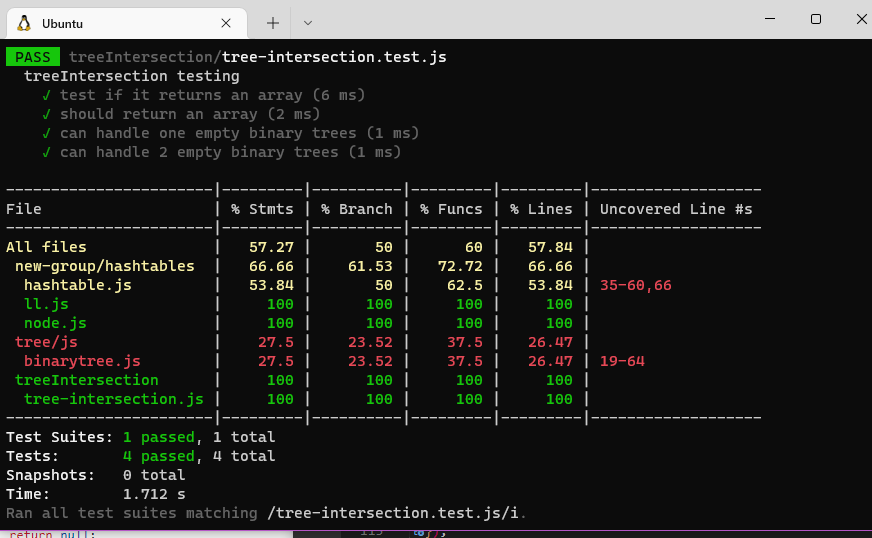 Ubuntu
PASS treeIntersection/tree-intersection.test.js
treeIntersection testing
√ test if it returns an array (6 ms)
√ should return an array (2 ms)
√ can handle one empty binary trees (1 ms)
√ can handle 2 empty binary trees (1 ms)
-----------------------|---------|----------|---------|---------|-------------------
File                   | % Stmts | % Branch | % Funcs | % Lines | Uncovered Line #s
-----------------------|---------|----------|---------|---------|-------------------
All files              |   57.27 |       50 |      60 |   57.84 |
 new-group/hashtables  |   66.66 |    61.53 |   72.72 |   66.66 |
  hashtable.js         |   53.84 |       50 |    62.5 |   53.84 | 35-60,66
  ll.js                |     100 |      100 |     100 |     100 |
  node.js              |     100 |      100 |     100 |     100 |
 tree/js               |    27.5 |    23.52 |    37.5 |   26.47 |
  binarytree.js        |    27.5 |    23.52 |    37.5 |   26.47 | 19-64
 treeIntersection      |     100 |      100 |     100 |     100 |
  tree-intersection.js |     100 |      100 |     100 |     100 |
-----------------------|---------|----------|---------|---------|-------------------
Test Suites: 1 passed, 1 total
Tests:       4 passed, 4 total
Snapshots:   0 total
Time:        1.712 s
Ran all test suites matching /tree-intersection.test.js/i.
return null;